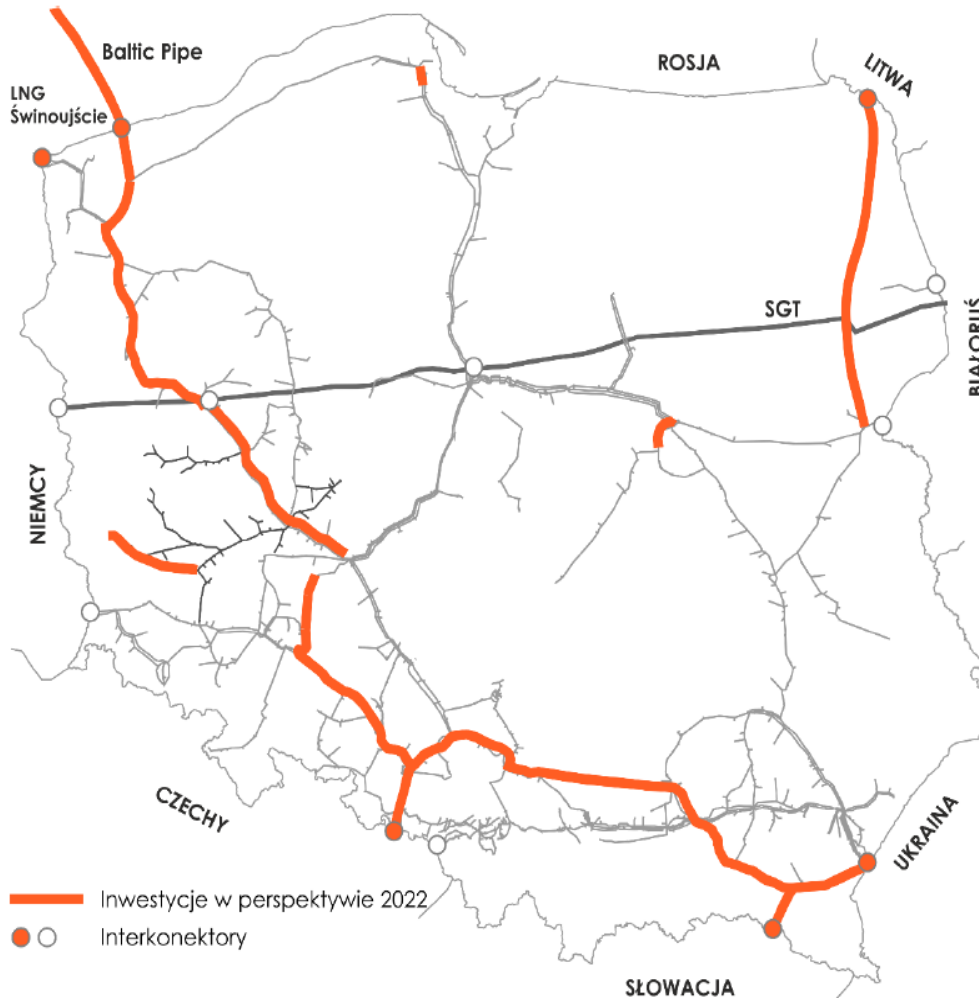 Baltic Pipe
ROSJA
LITWA
LNG
Świnoujście
SGT
BIAŁORUŚ
NIEMCY
CZECHY
UKRAINA
Inwestycje w perspektywie 2022
Interkonektory
SŁOWACJA